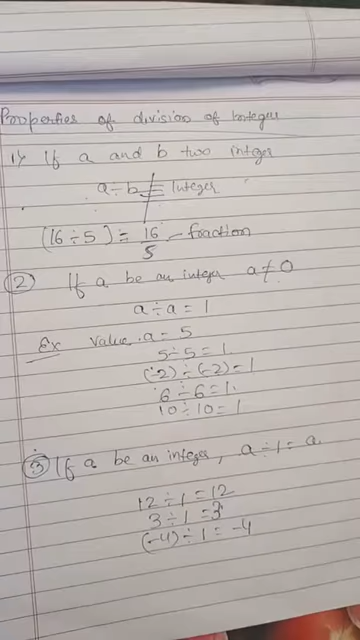 Properties of division of Integers
1) If a and b two integer
a ÷ b ≠ Integer
(16 ÷ 5) = 16/5 - fraction
② If a be an integer a ≠ 0
a ÷ a = 1
Ex Value a = 5
5 ÷ 5 = 1
(-2) ÷ (-2) = 1
6 ÷ 6 = 1
10 ÷ 10 = 1
③ If a be an integer, a ÷ 1 = a
12 ÷ 1 = 12
3 ÷ 1 = 3
(-4) ÷ 1 = -4